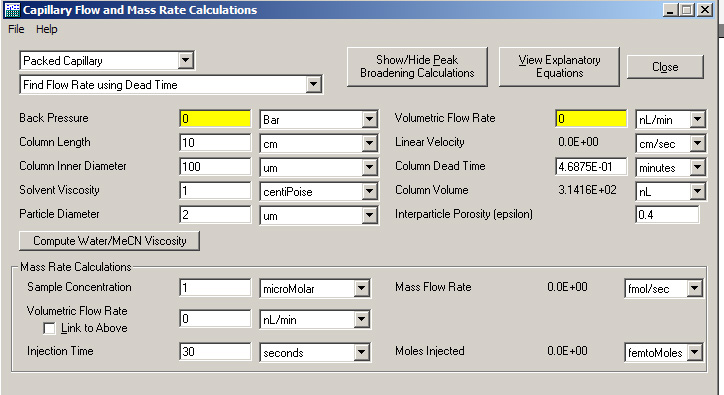 Capillary Flow and Mass Rate Calculations
File Help
Packed Capillary
Find Flow Rate using Dead Time
Show/Hide Peak
Broadening Calculations
View Explanatory
Equations
Close
Back Pressure 0 Bar Volumetric Flow Rate 0 nL/min
Column Length 10 cm Linear Velocity 0.0E+00 cm/sec
Column Inner Diameter 100 um Column Dead Time 4.6875E-01 minutes
Solvent Viscosity 1 centiPoise Column Volume 3.1416E+02 nL
Particle Diameter 2 um Interparticle Porosity (epsilon) 0.4
Compute Water/MeCN Viscosity
Mass Rate Calculations
Sample Concentration 1 microMolar Mass Flow Rate 0.0E+00 fmol/sec
Volumetric Flow Rate 0 nL/min
Link to Above
Injection Time 30 seconds Moles Injected 0.0E+00 femtoMoles